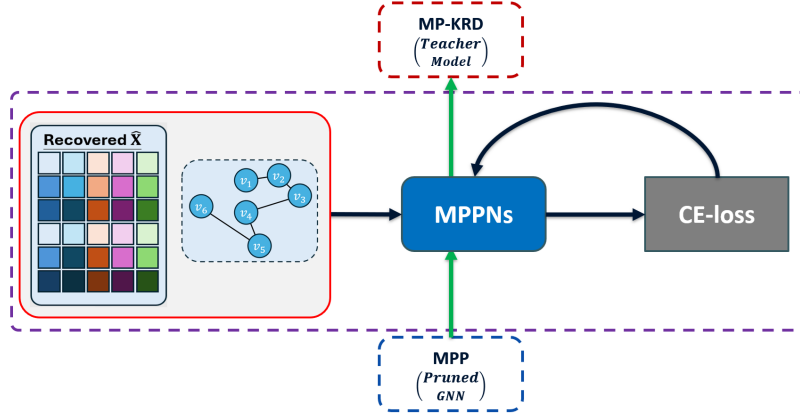 MP-KRD
(Teacher
Model)
Recovered X̂
v₁
v₂
v₃
v₄
v₅
v₆
MPPNs
CE-loss
MPP
(Pruned
GNN)